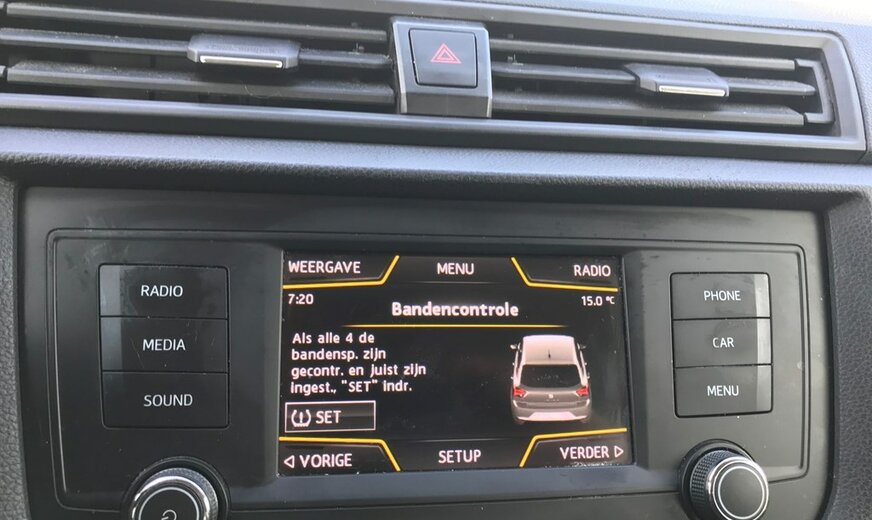 WEERGAVE MENU RADIO
7:20 15.0 °C
Bandencontrole
Als alle 4 de
bandensp. zijn
gecontr. en juist zijn
ingest., "SET" indr.
SET
◁ VORIGE SETUP VERDER ▷
RADIO
MEDIA
SOUND
PHONE
CAR
MENU